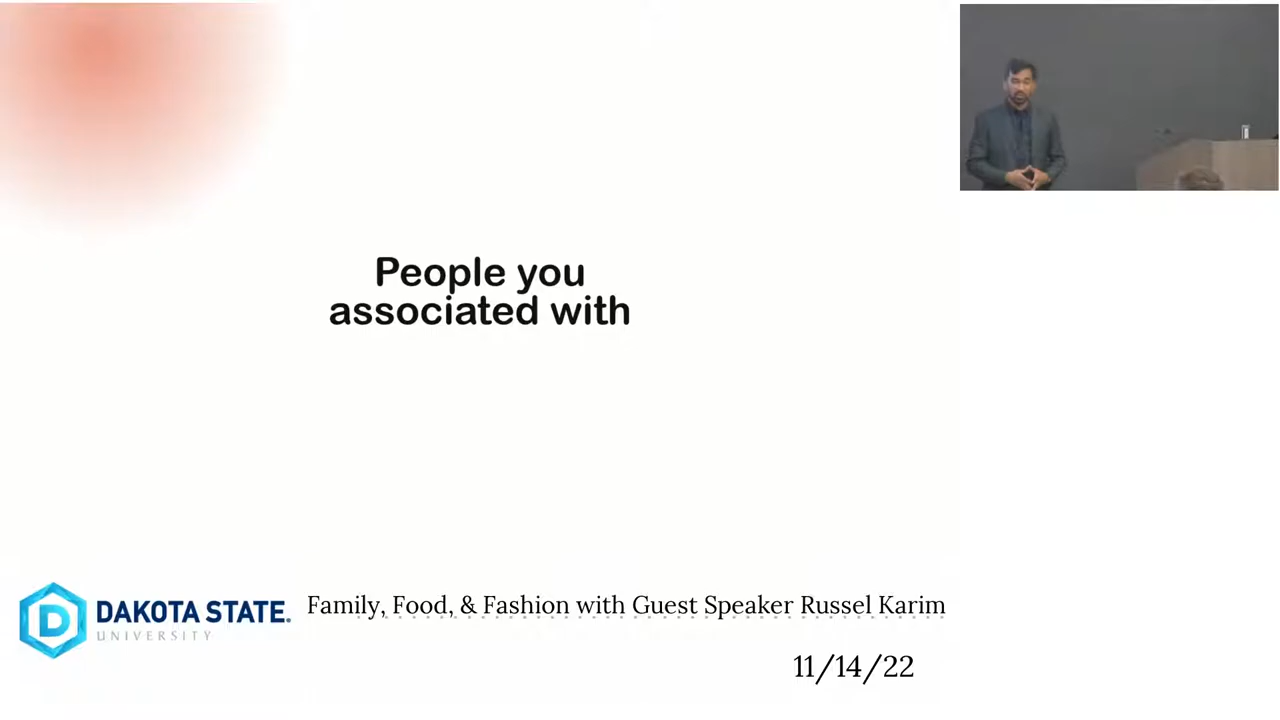 People you
associated with
DAKOTA STATE.
UNIVERSITY
Family, Food, & Fashion with Guest Speaker Russel Karim
11/14/22